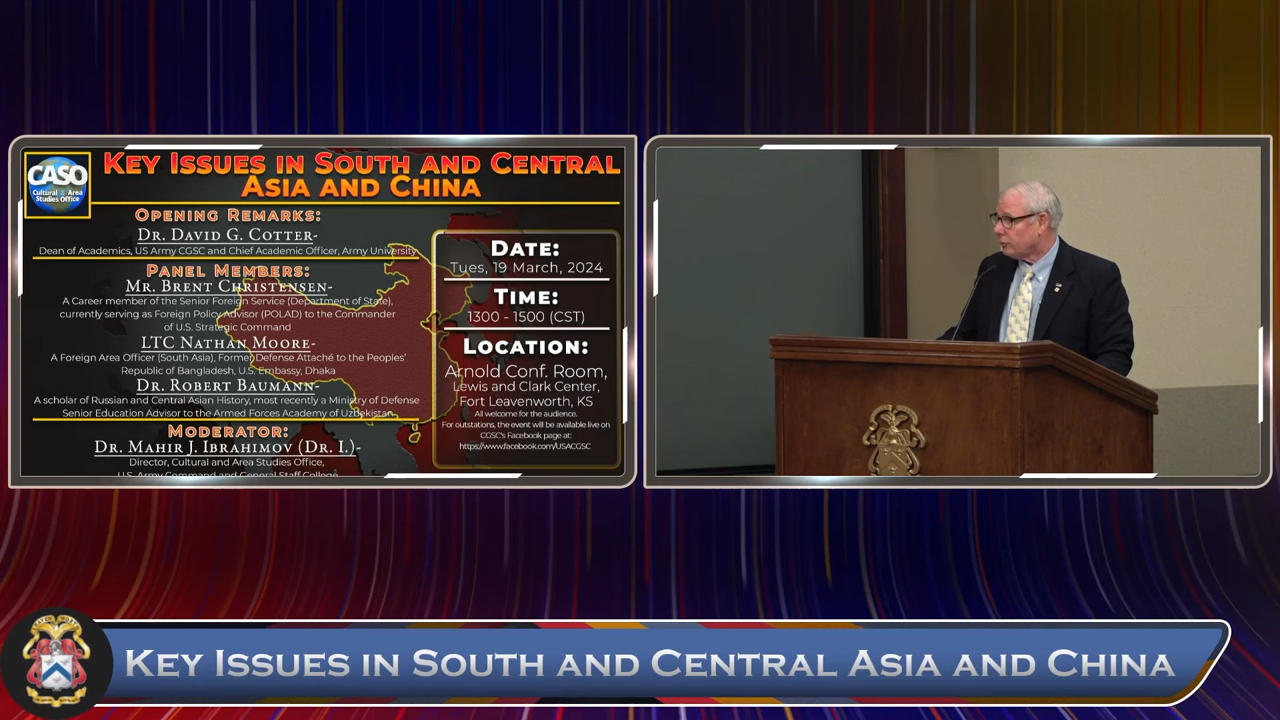 CASO
Cultural & Area
Studies Office
Key Issues in South and Central
Asia and China
Opening Remarks:
Dr. David G. Cotter-
Dean of Academics, US Army CGSC and Chief Academic Officer, Army University
Panel Members:
Mr. Brent Christensen-
A Career member of the Senior Foreign Service (Department of State),
currently serving as Foreign Policy Advisor (POLAD) to the Commander
of U.S. Strategic Command
LTC Nathan Moore-
A Foreign Area Officer (South Asia), Former Defense Attaché to the Peoples'
Republic of Bangladesh, U.S. Embassy, Dhaka
Dr. Robert Baumann-
A scholar of Russian and Central Asian History, most recently a Ministry of Defense
Senior Education Advisor to the Armed Forces Academy of Uzbekistan
Moderator:
Dr. Mahir J. Ibrahimov (Dr. I.)-
Director, Cultural and Area Studies Office,
U.S. Army Command and General Staff College
Date:
Tues, 19 March, 2024
Time:
1300 - 1500 (CST)
Location:
Arnold Conf. Room,
Lewis and Clark Center,
Fort Leavenworth, KS
All welcome for the audience.
For outstations, the event will be available live on
CGSC's Facebook page at:
https://www.facebook.com/USACGSC
Key Issues in South and Central Asia and China